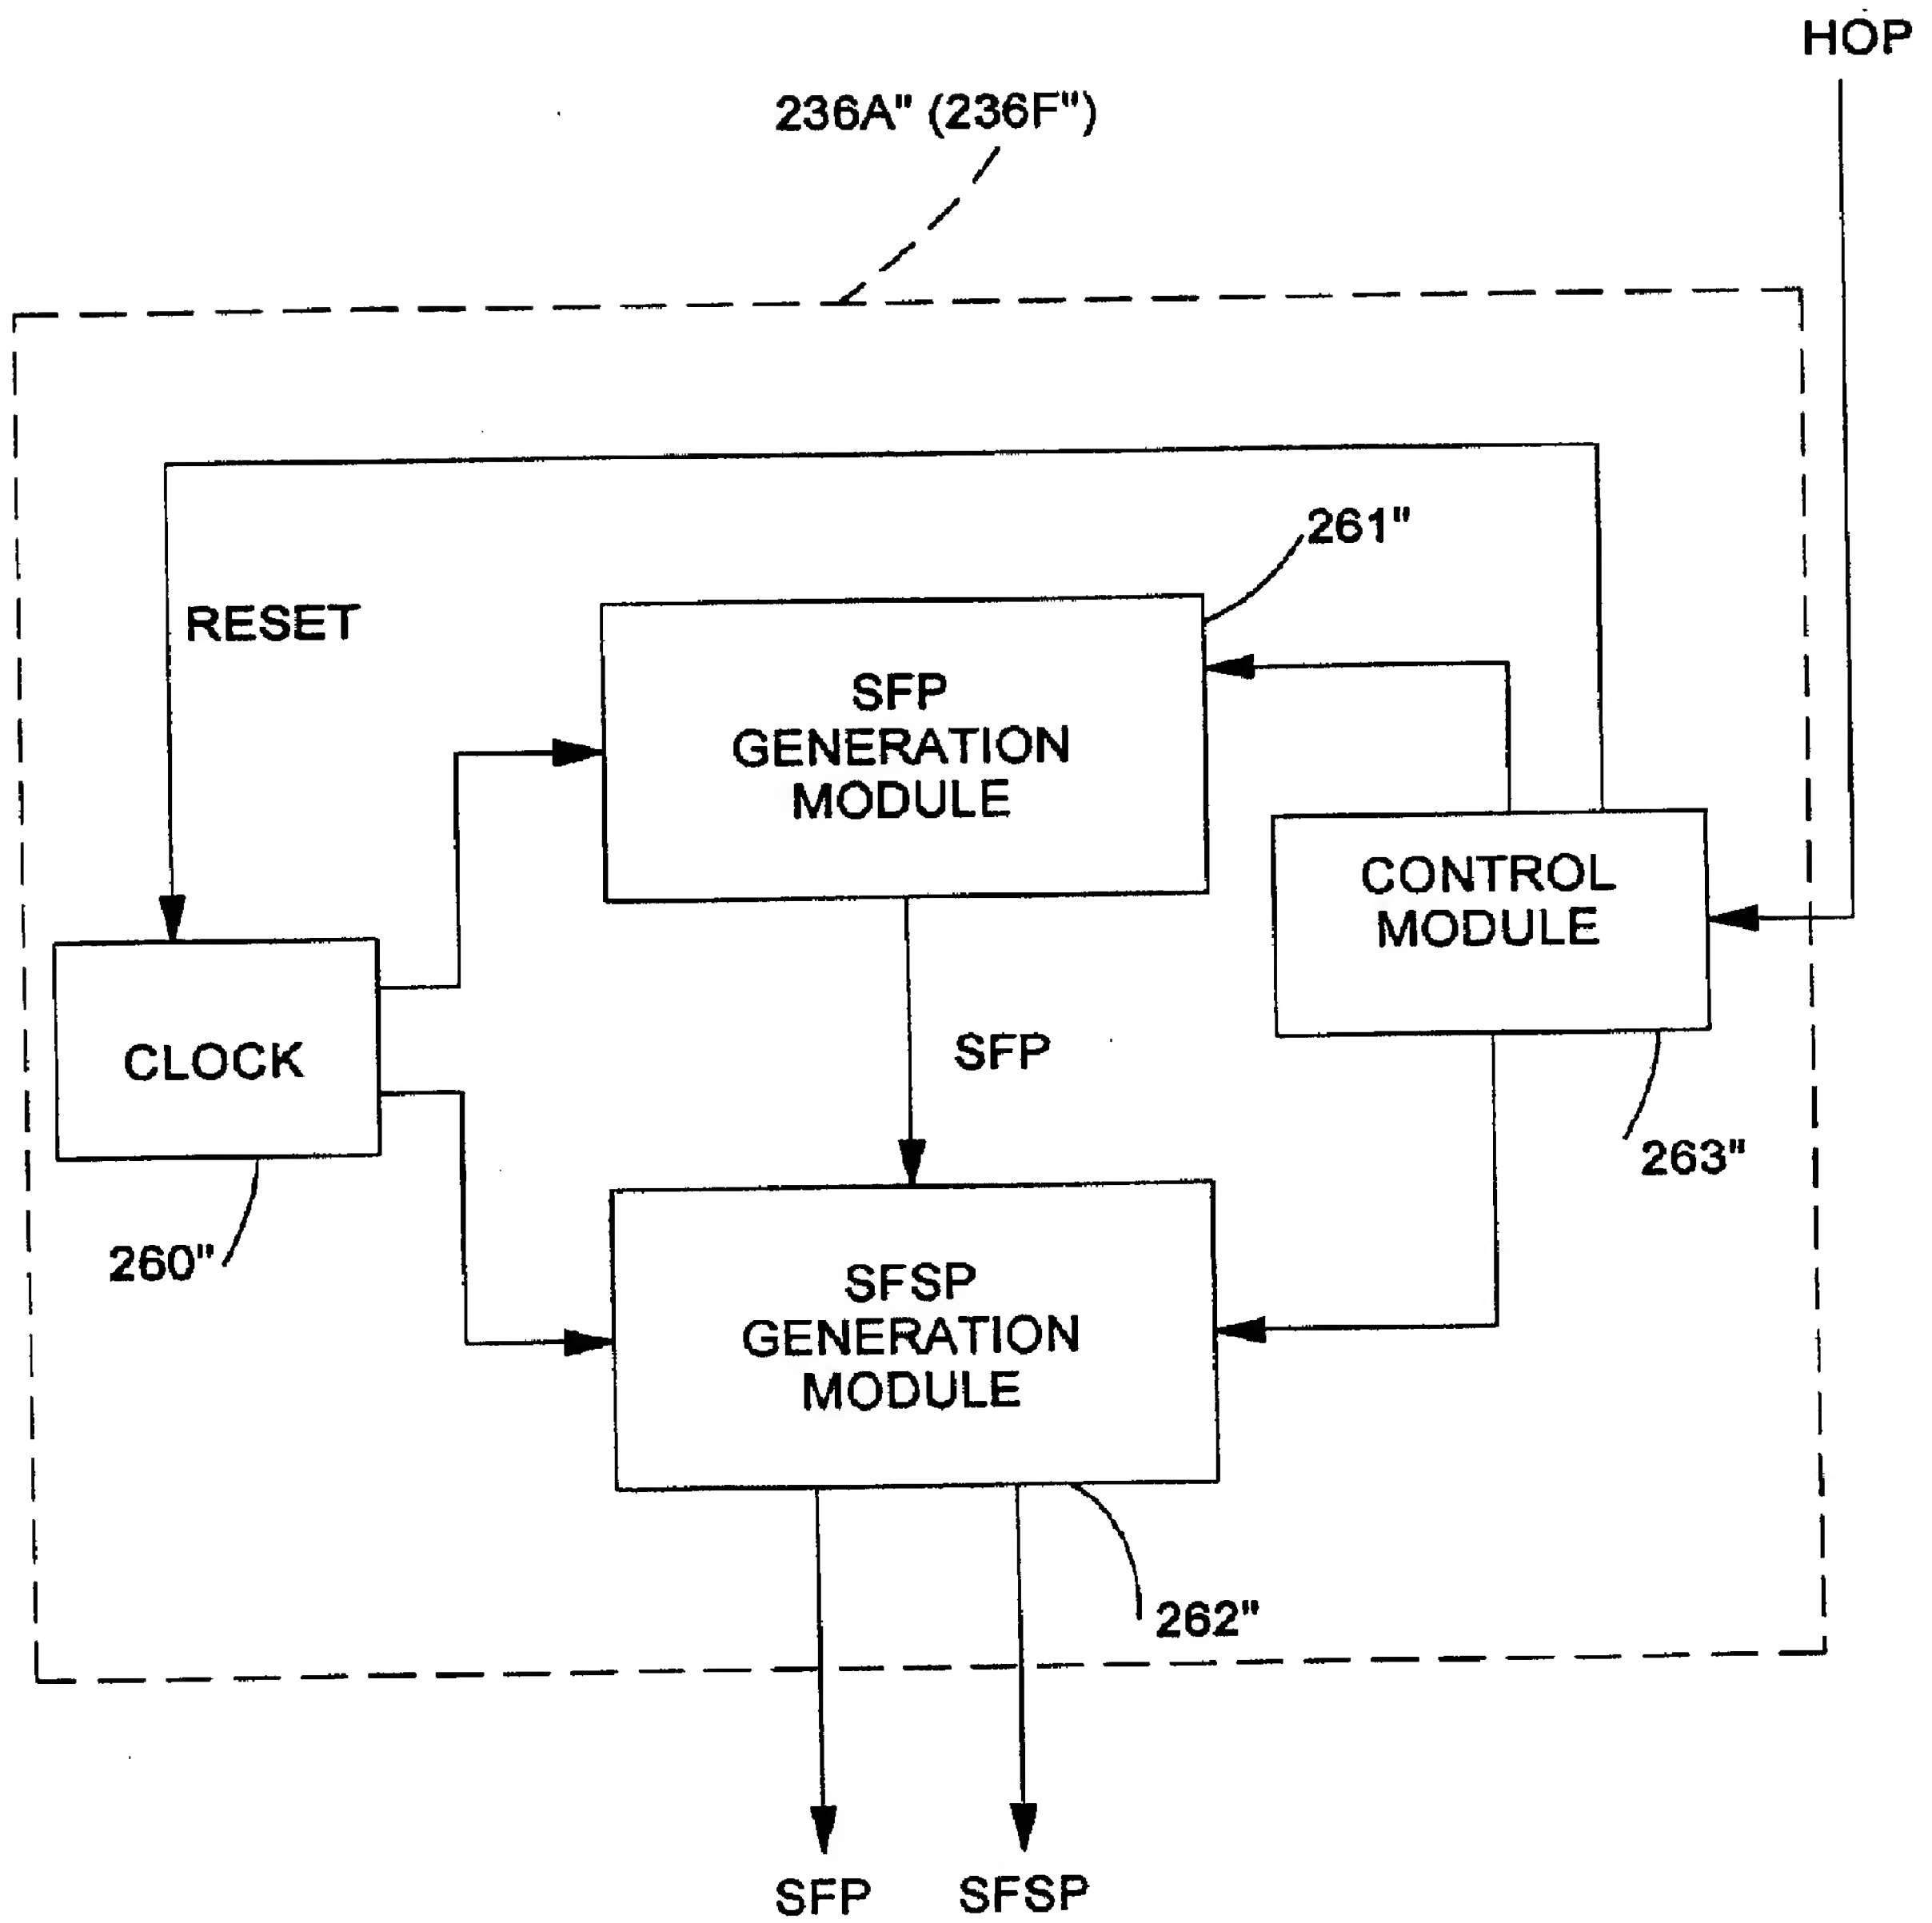 HOP
236A" (236F")
261"
RESET
SFP
GENERATION
MODULE
CONTROL
MODULE
CLOCK
SFP
263"
260"
SFSP
GENERATION
MODULE
262"
SFP
SFSP